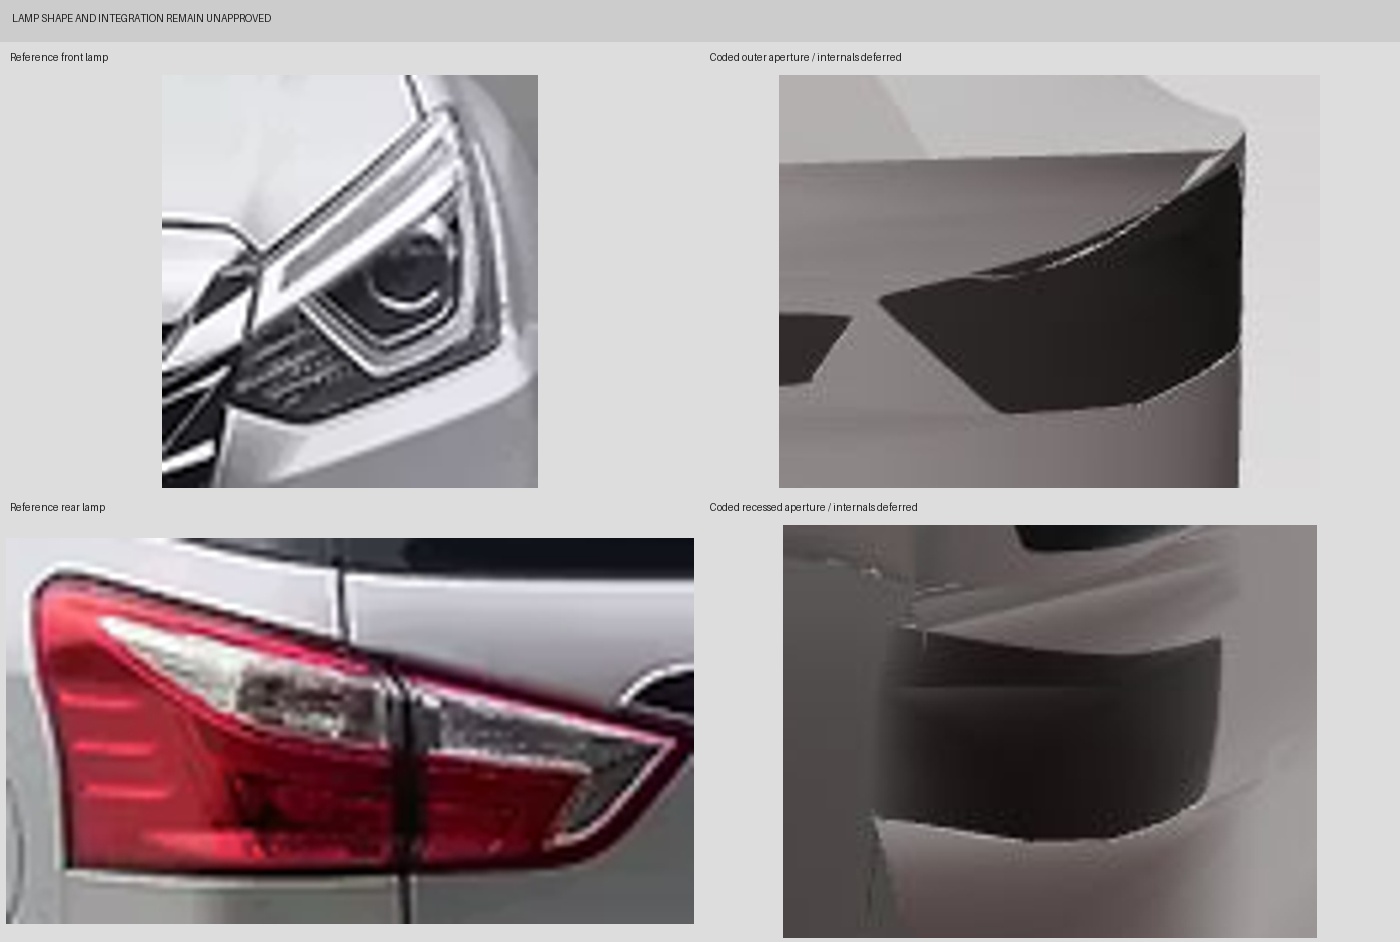 LAMP SHAPE AND INTEGRATION REMAIN UNAPPROVED
Reference front lamp
Coded outer aperture / internals deferred
Reference rear lamp
Coded recessed aperture / internals deferred